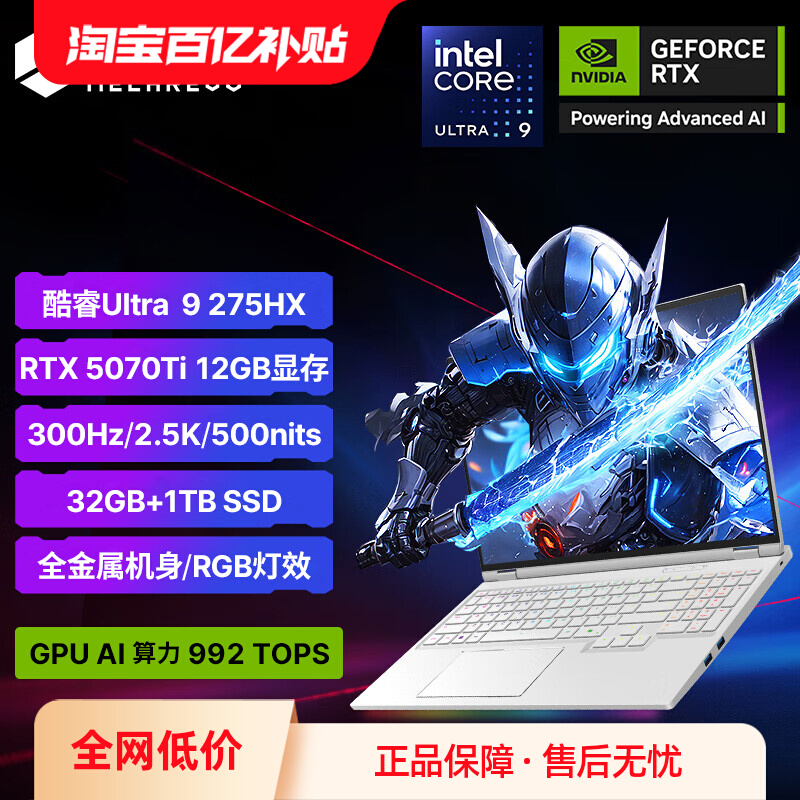 淘宝百亿补贴
intel
CORE
ULTRA 9
NVIDIA
GEFORCE
RTX
Powering Advanced AI
酷睿Ultra 9 275HX
RTX 5070Ti 12GB显存
300Hz/2.5K/500nits
32GB+1TB SSD
全金属机身/RGB灯效
GPU AI 算力 992 TOPS
全网低价
正品保障 · 售后无忧